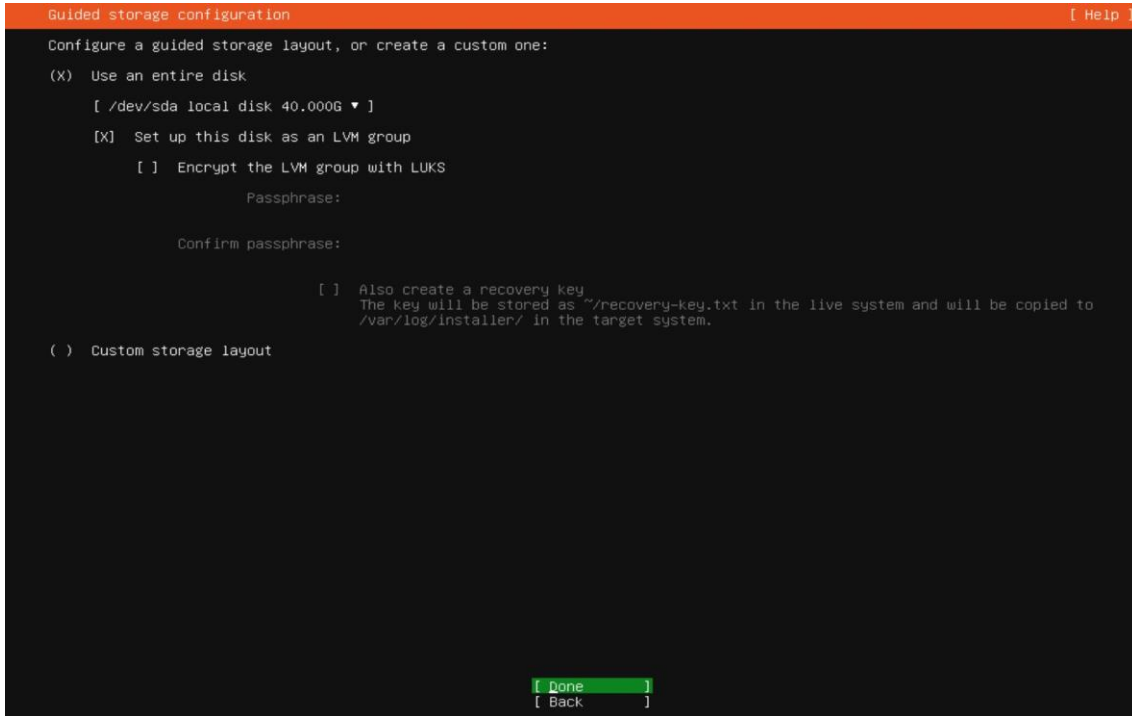 Guided storage configuration [ Help ]
Configure a guided storage layout, or create a custom one:
(X) Use an entire disk
[ /dev/sda local disk 40.000G ▾ ]
[X] Set up this disk as an LVM group
[ ] Encrypt the LVM group with LUKS
Passphrase:
Confirm passphrase:
[ ] Also create a recovery key
The key will be stored as ~/recovery-key.txt in the live system and will be copied to
/var/log/installer/ in the target system.
( ) Custom storage layout
[ Done ]
[ Back ]